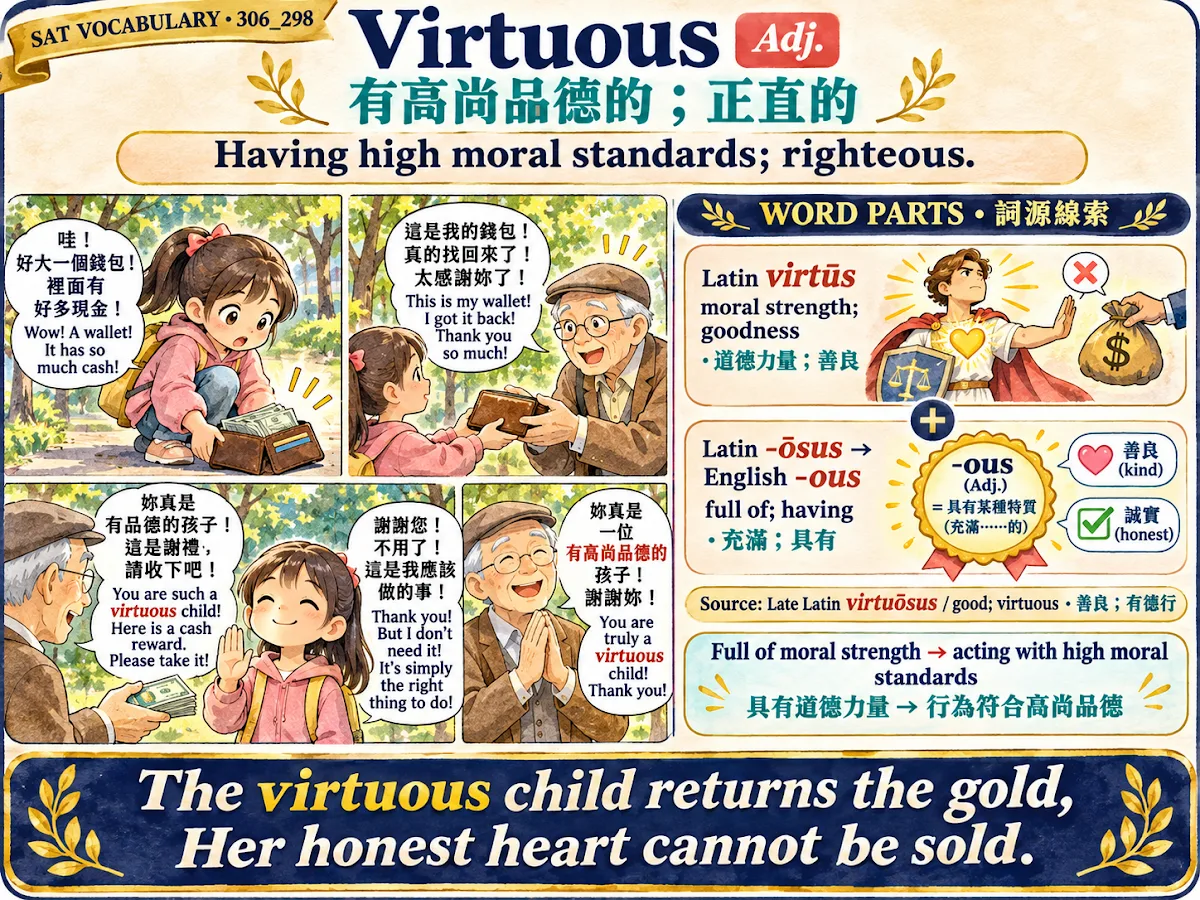 SAT VOCABULARY • 306_298
Virtuous Adj.
有高尚品德的；正直的
Having high moral standards; righteous.
哇！
好大一個錢包！
裡面有
好多現金！
Wow! A wallet!
It has so
much cash!
這是我的錢包！
真的找回來了！
太感謝妳了！
This is my wallet!
I got it back!
Thank you
so much!
妳真是
有品德的孩子！
這是謝禮，
請收下吧！
You are such a
virtuous child!
Here is a cash
reward.
Please take it!
謝謝您！
不用了！
這是我應該
做的事！
Thank you!
But I don't
need it!
It's simply
the right
thing to do!
妳真是
一位
有高尚品德的
孩子！
謝謝妳！
You are
truly a
virtuous
child!
Thank you!
WORD PARTS • 詞源線索
Latin virtūs
moral strength;
goodness
• 道德力量；善良
$
+
Latin -ōsus →
English -ous
full of; having
• 充滿；具有
-ous
(Adj.)
= 具有某種特質
(充滿……的)
善良
(kind)
誠實
(honest)
Source: Late Latin virtuōsus / good; virtuous • 善良；有德行
Full of moral strength → acting with high moral
standards
具有道德力量 → 行為符合高尚品德
The virtuous child returns the gold,
Her honest heart cannot be sold.